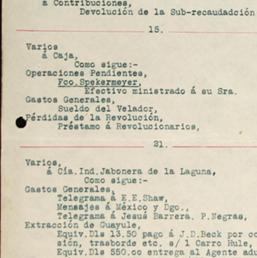 á Contribuciones,
Devolución de la Sub-recaudación
15.
Varios
á Caja,
Como sigue:-
Operaciones Pendientes,
Fco. Spekermeyer,
Efectivo ministrado á su Sra.
Gastos Generales,
Sueldo del Velador,
Pérdidas de la Revolución,
Préstamo á Revolucionarios,
21.
Varios,
á Cía. Ind. Jabonera de la Laguna,
Como sigue:-
Gastos Generales,
Telegrama á E.E. Shaw,
Mensajes á México y Dgo.,
Telegrama á Jesús Barrera, P. Negras,
Extracción de Guayule,
Equiv. Dls 13.50 pago á J.D. Beck por co
sión, trasborde etc. s/ 1 Carro Hule,
Equiv. Dls 550.00 entrega al Agente adu